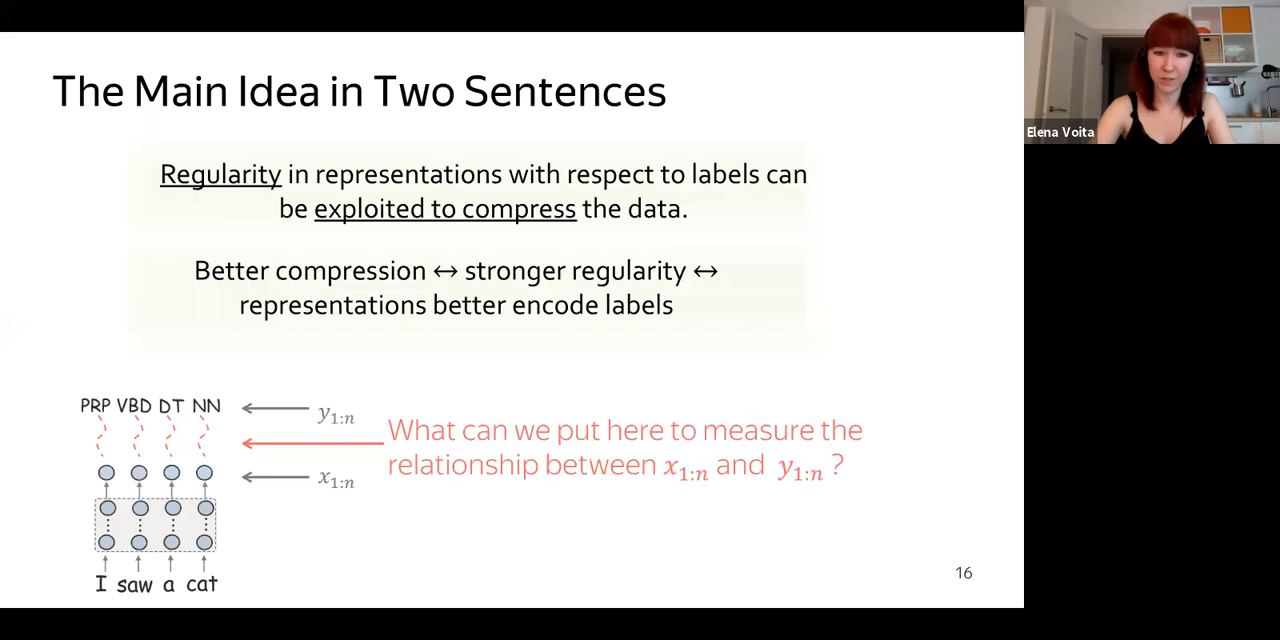 The Main Idea in Two Sentences
Regularity in representations with respect to labels can
be exploited to compress the data.
Better compression ↔ stronger regularity ↔
representations better encode labels
PRP VBD DT NN
y1:n
What can we put here to measure the
relationship between x1:n and y1:n ?
x1:n
I saw a cat
16
Elena Voita